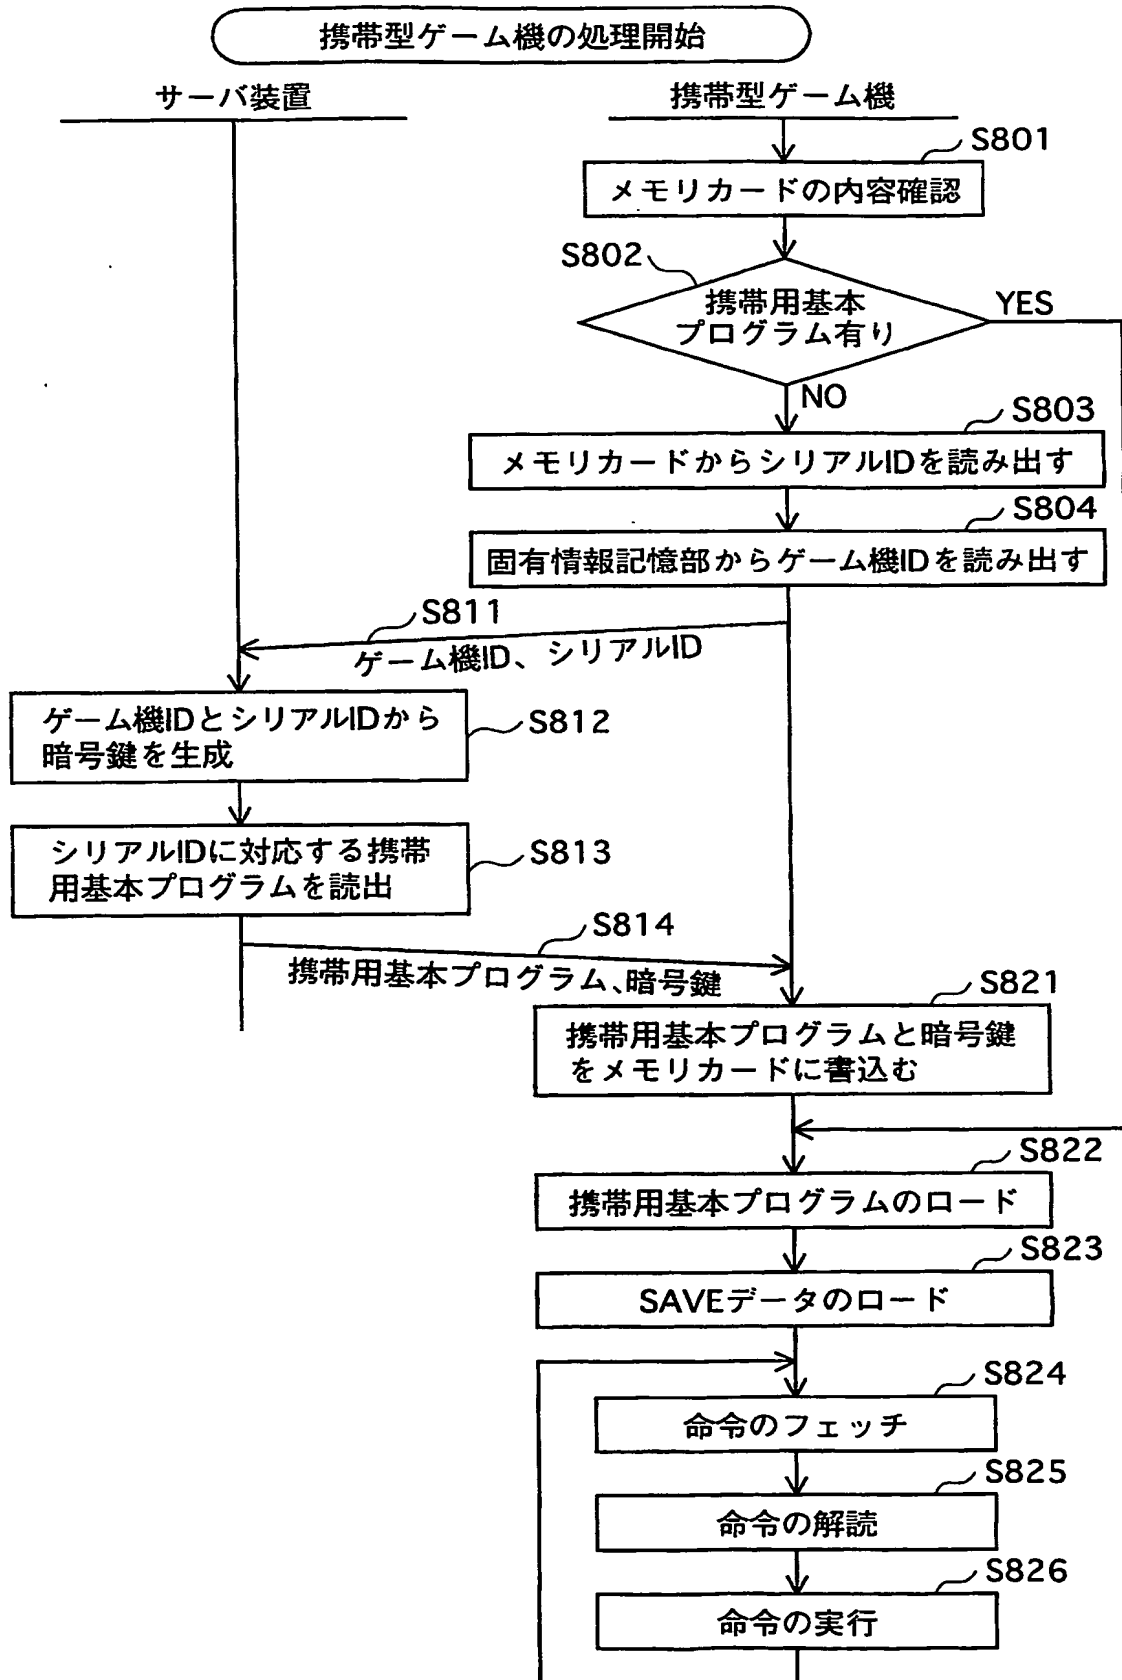 携帯型ゲーム機の処理開始
サーバ装置
携帯型ゲーム機
S801
メモリカードの内容確認
S802
携帯用基本
プログラム有り
YES
NO
S803
メモリカードからシリアルIDを読み出す
S804
固有情報記憶部からゲーム機IDを読み出す
S811
ゲーム機ID、シリアルID
ゲーム機IDとシリアルIDから
暗号鍵を生成
S812
シリアルIDに対応する携帯
用基本プログラムを読出
S813
S814
携帯用基本プログラム、暗号鍵
S821
携帯用基本プログラムと暗号鍵
をメモリカードに書込む
S822
携帯用基本プログラムのロード
S823
SAVEデータのロード
S824
命令のフェッチ
S825
命令の解読
S826
命令の実行